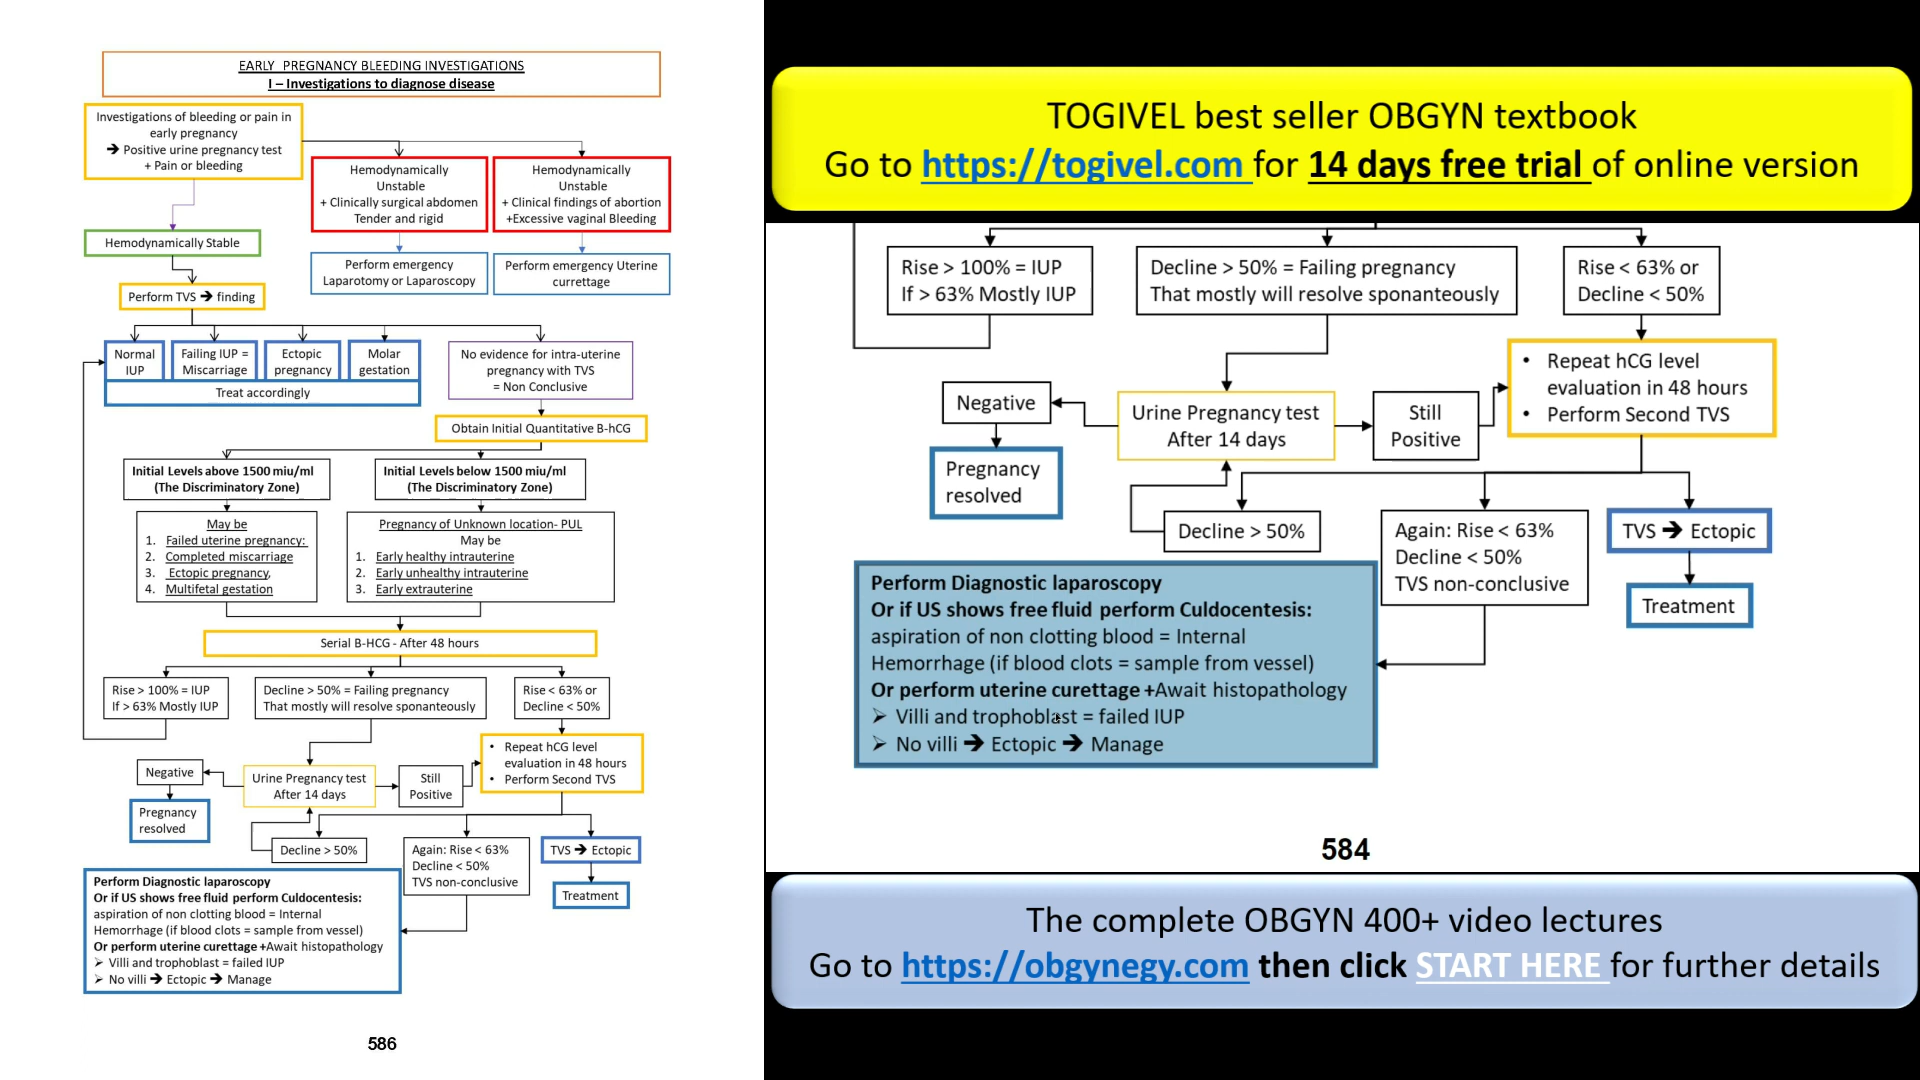 EARLY PREGNANCY BLEEDING INVESTIGATIONS
I – Investigations to diagnose disease
Investigations of bleeding or pain in
early pregnancy
➔ Positive urine pregnancy test
+ Pain or bleeding
Hemodynamically
Unstable
+ Clinically surgical abdomen
Tender and rigid
Hemodynamically
Unstable
+ Clinical findings of abortion
+Excessive vaginal Bleeding
Hemodynamically Stable
Perform emergency
Laparotomy or Laparoscopy
Perform emergency Uterine
currettage
Perform TVS ➔ finding
Normal
IUP
Failing IUP =
Miscarriage
Ectopic
pregnancy
Molar
gestation
Treat accordingly
No evidence for intra-uterine
pregnancy with TVS
= Non Conclusive
Obtain Initial Quantitative B-hCG
Initial Levels above 1500 miu/ml
(The Discriminatory Zone)
Initial Levels below 1500 miu/ml
(The Discriminatory Zone)
May be
1. Failed uterine pregnancy:
2. Completed miscarriage
3. Ectopic pregnancy,
4. Multifetal gestation
Pregnancy of Unknown location- PUL
May be
1. Early healthy intrauterine
2. Early unhealthy intrauterine
3. Early extrauterine
Serial B-HCG - After 48 hours
Rise > 100% = IUP
If > 63% Mostly IUP
Decline > 50% = Failing pregnancy
That mostly will resolve sponanteously
Rise < 63% or
Decline < 50%
• Repeat hCG level
evaluation in 48 hours
• Perform Second TVS
Negative
Urine Pregnancy test
After 14 days
Still
Positive
Pregnancy
resolved
Decline > 50%
Again: Rise < 63%
Decline < 50%
TVS non-conclusive
TVS ➔ Ectopic
Treatment
Perform Diagnostic laparoscopy
Or if US shows free fluid perform Culdocentesis:
aspiration of non clotting blood = Internal
Hemorrhage (if blood clots = sample from vessel)
Or perform uterine curettage +Await histopathology
➢ Villi and trophoblast = failed IUP
➢ No villi ➔ Ectopic ➔ Manage
586
TOGIVEL best seller OBGYN textbook
Go to https://togivel.com for 14 days free trial of online version
Rise > 100% = IUP
If > 63% Mostly IUP
Decline > 50% = Failing pregnancy
That mostly will resolve sponanteously
Rise < 63% or
Decline < 50%
• Repeat hCG level
evaluation in 48 hours
• Perform Second TVS
Negative
Urine Pregnancy test
After 14 days
Still
Positive
Pregnancy
resolved
Decline > 50%
Again: Rise < 63%
Decline < 50%
TVS non-conclusive
TVS ➔ Ectopic
Treatment
Perform Diagnostic laparoscopy
Or if US shows free fluid perform Culdocentesis:
aspiration of non clotting blood = Internal
Hemorrhage (if blood clots = sample from vessel)
Or perform uterine curettage +Await histopathology
➢ Villi and trophoblast = failed IUP
➢ No villi ➔ Ectopic ➔ Manage
584
The complete OBGYN 400+ video lectures
Go to https://obgynegy.com then click START HERE for further details